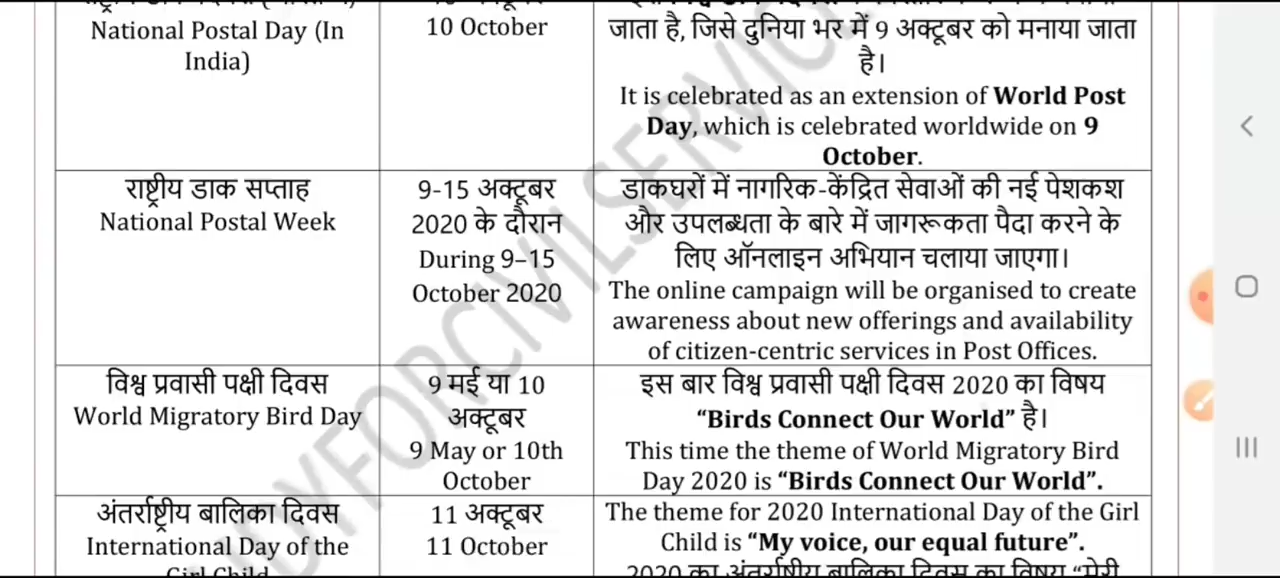 National Postal Day (In
India)
10 October
जाता है, जिसे दुनिया भर में 9 अक्टूबर को मनाया जाता
है।
It is celebrated as an extension of World Post
Day, which is celebrated worldwide on 9
October.
राष्ट्रीय डाक सप्ताह
National Postal Week
9-15 अक्टूबर
2020 के दौरान
During 9–15
October 2020
डाकघरों में नागरिक-केंद्रित सेवाओं की नई पेशकश
और उपलब्धता के बारे में जागरूकता पैदा करने के
लिए ऑनलाइन अभियान चलाया जाएगा।
The online campaign will be organised to create
awareness about new offerings and availability
of citizen-centric services in Post Offices.
विश्व प्रवासी पक्षी दिवस
World Migratory Bird Day
9 मई या 10
अक्टूबर
9 May or 10th
October
इस बार विश्व प्रवासी पक्षी दिवस 2020 का विषय
“Birds Connect Our World” है।
This time the theme of World Migratory Bird
Day 2020 is “Birds Connect Our World”.
अंतर्राष्ट्रीय बालिका दिवस
International Day of the
Girl Child
11 अक्टूबर
11 October
The theme for 2020 International Day of the Girl
Child is “My voice, our equal future”.
2020 का अंतर्राष्ट्रीय बालिका दिवस का विषय “मेरी
DYFORCIVILSERVICE